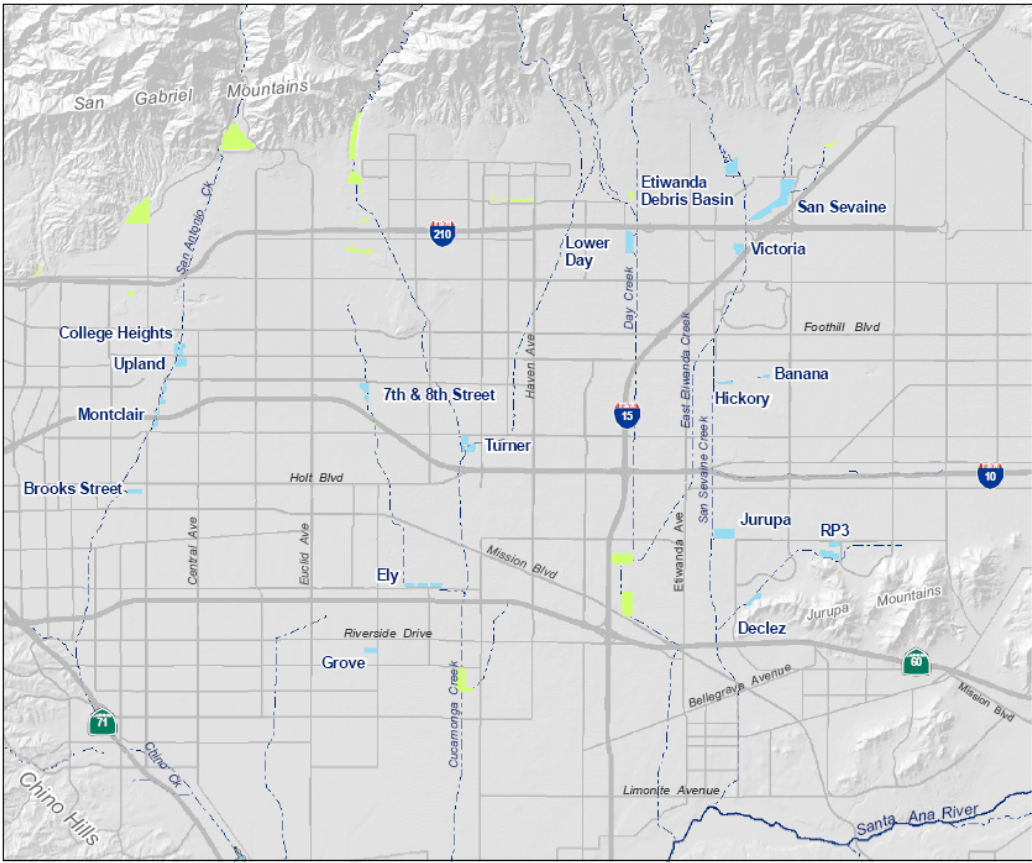 San Gabriel Mountains
San Antonio Ck
Etiwanda
Debris Basin
San Sevaine
210
Lower
Day
Victoria
Day Creek
College Heights
Upland
Foothill Blvd
Haven Ave
East Etiwanda Creek
Banana
7th & 8th Street
Hickory
Montclair
15
San Sevaine Creek
Turner
10
Holt Blvd
Brooks Street
Jurupa
RP3
Central Ave
Euclid Ave
Mission Blvd
Etiwanda Ave
Ely
Jurupa Mountains
Declez
Riverside Drive
Grove
60
Cucamonga Creek
Bellegrave Avenue
Mission Blvd
71
Chino Ck
Chino Hills
Limonite Avenue
Santa Ana River